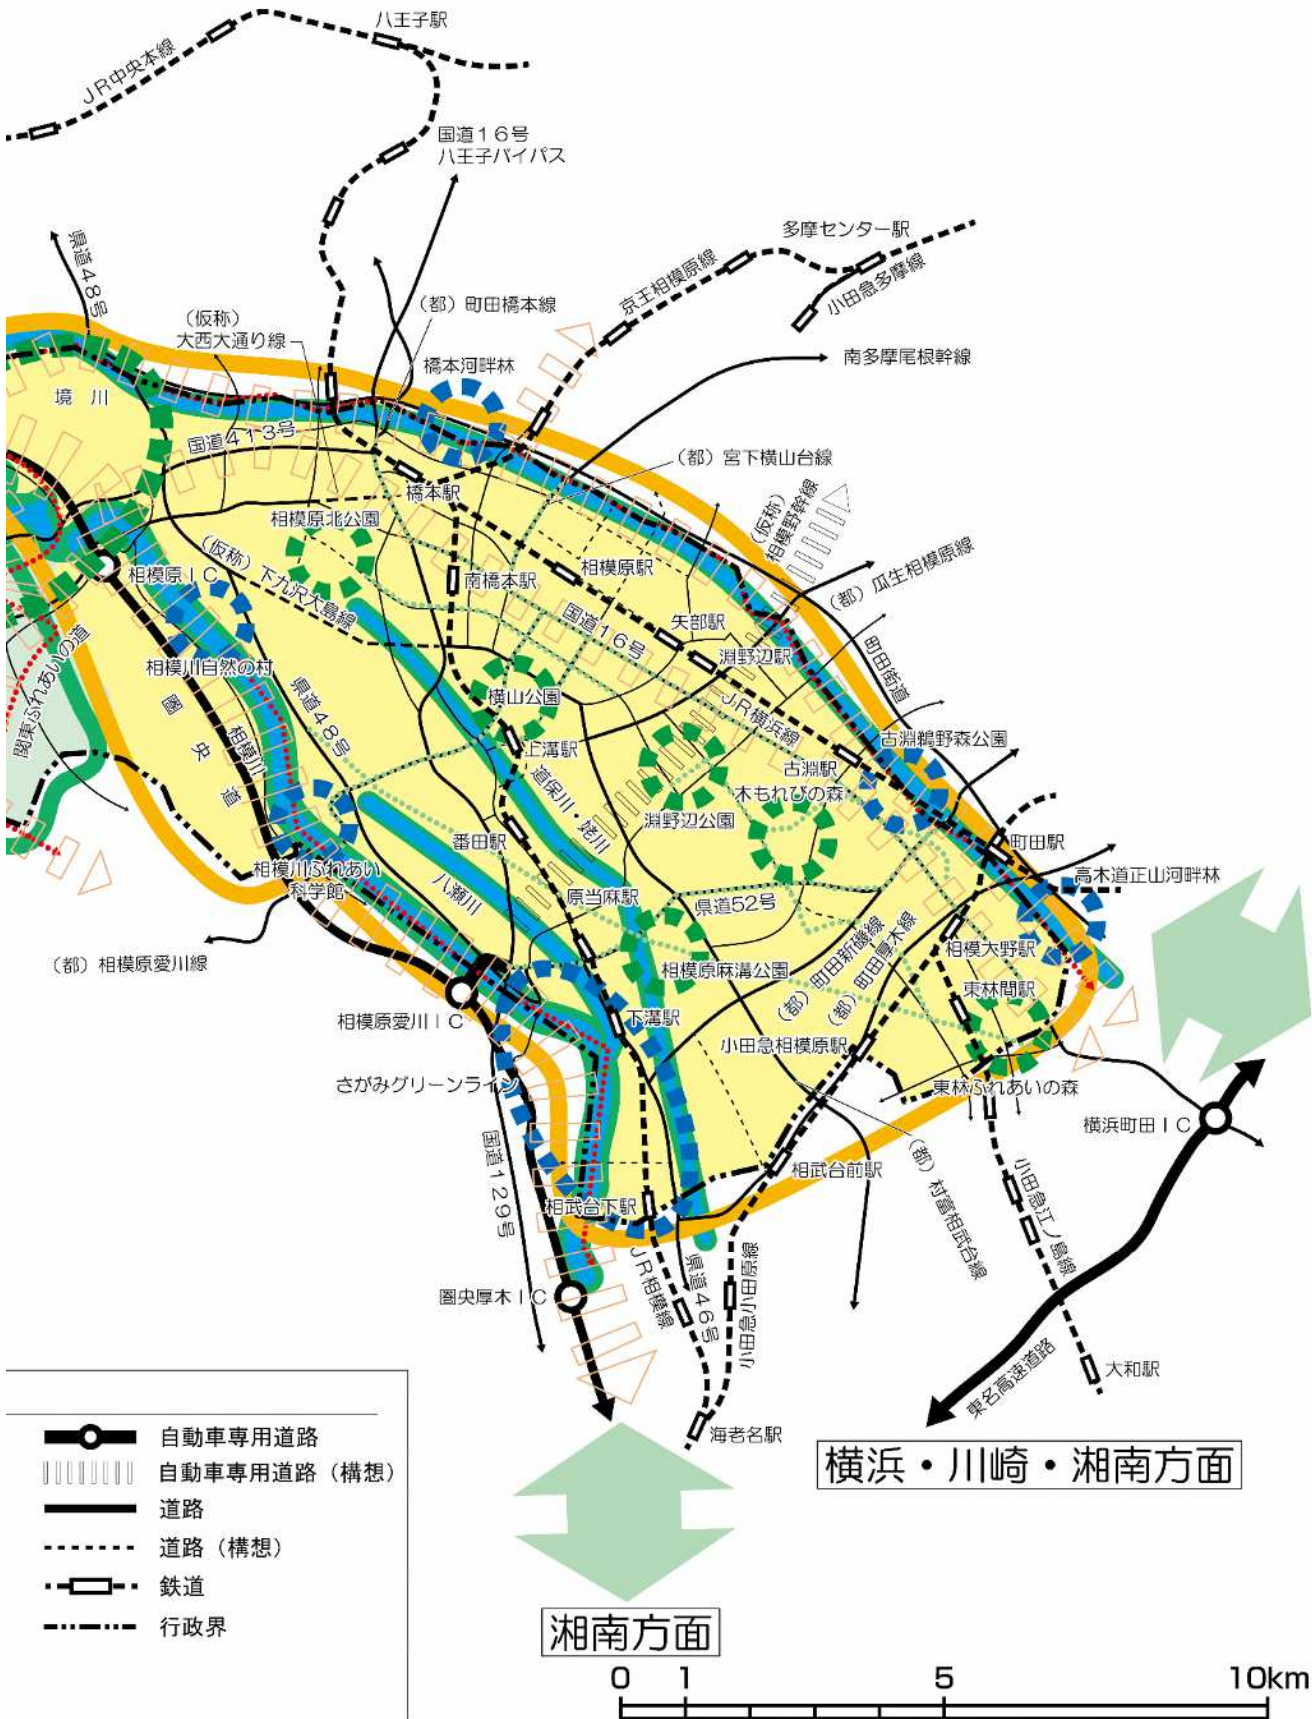 八王子駅
JR中央本線
国道16号
八王子バイパス
多摩センター駅
県道48号
京王相模原線
小田急多摩線
(仮称)
大西大通り線
(都)町田橋本線
南多摩尾根幹線
橋本河畔林
境 川
国道413号
(都)宮下横山台線
橋本駅
(仮称)
相模野幹線
相模原北公園
(仮称)下九沢大島線
相模原IC
南橋本駅
相模原駅
(都)瓜生相模原線
国道16号
矢部駅
淵野辺駅
町田街道
関東ふれあいの道
相模川自然の村
県道48号
横山公園
JR横浜線
圏央道
相模川
上溝駅
古淵鵜野森公園
古淵駅
木もれびの森
道保川・姥川
淵野辺公園
番田駅
町田駅
相模川ふれあい
科学館
八瀬川
原当麻駅
県道52号
高木道正山河畔林
(都)相模原愛川線
(都)町田新磯線
(都)町田厚木線
相模大野駅
相模原麻溝公園
東林間駅
相模原愛川IC
下溝駅
小田急相模原駅
さがみグリーンライン
東林ふれあいの森
横浜町田IC
国道129号
相武台前駅
(都)村富相武台線
小田急江ノ島線
相武台下駅
JR相模線
県道46号
小田急小田原線
圏央厚木IC
東名高速道路
大和駅
海老名駅
横浜・川崎・湘南方面
自動車専用道路
自動車専用道路(構想)
道路
道路(構想)
鉄道
行政界
湘南方面
0 1 5 10km